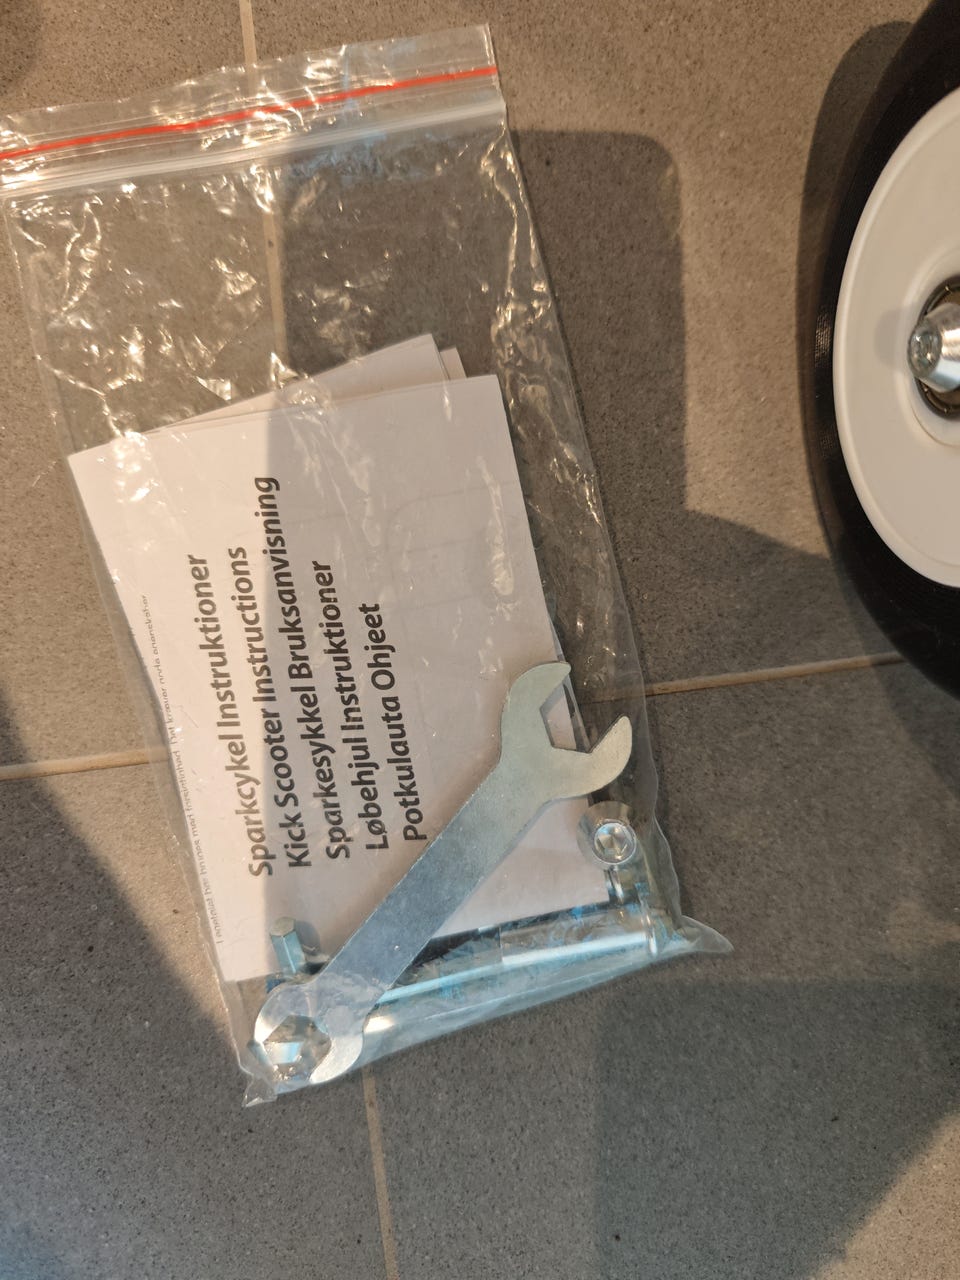 Sparkcykel Instruktioner
Kick Scooter Instructions
Sparkesykkel Bruksanvisning
Løbehjul Instruktioner
Potkulauta Ohjeet